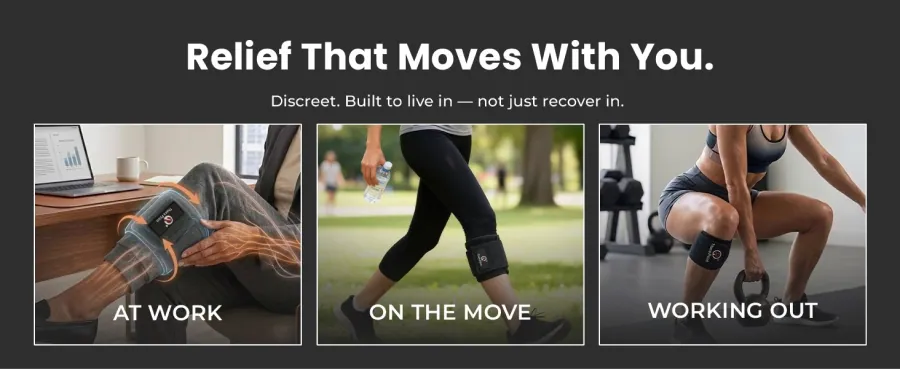 Relief That Moves With You.
Discreet. Built to live in — not just recover in.
AT WORK
ON THE MOVE
WORKING OUT